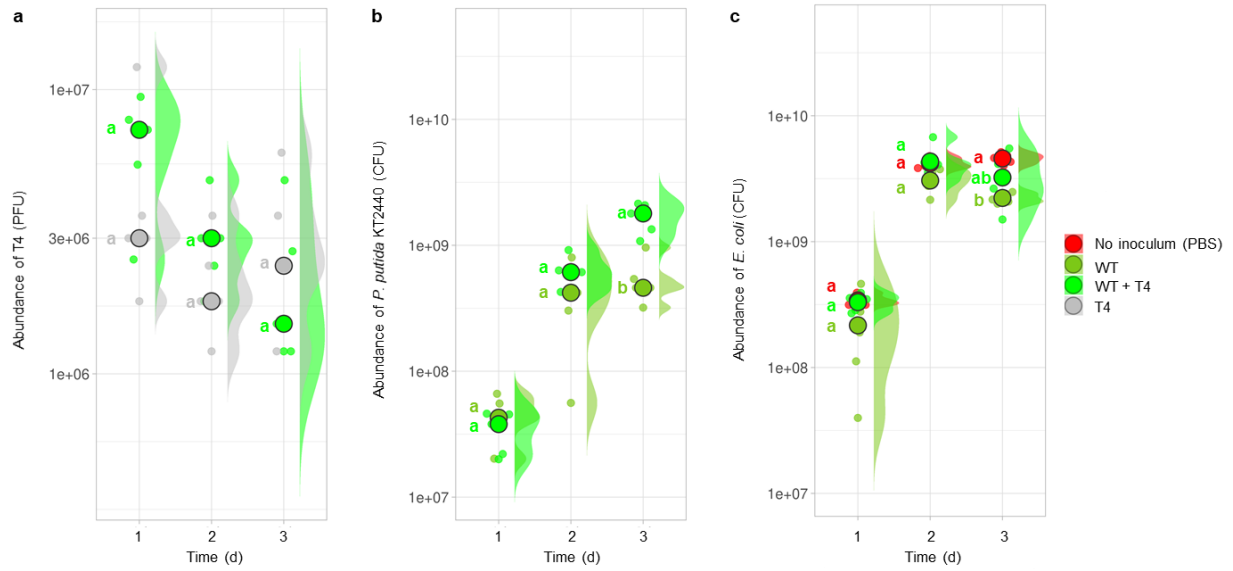 a
b
c
Abundance of T4 (PFU)
1e+07
3e+06
1e+06
a
a
a
a
a
a
1
2
3
Time (d)
Abundance of P. putida KT2440 (CFU)
1e+10
1e+09
1e+08
1e+07
a
a
a
a
a
b
1
2
3
Time (d)
Abundance of E. coli (CFU)
1e+10
1e+09
1e+08
1e+07
a
a
a
a
a
a
a
ab
b
1
2
3
Time (d)
No inoculum (PBS)
WT
WT + T4
T4